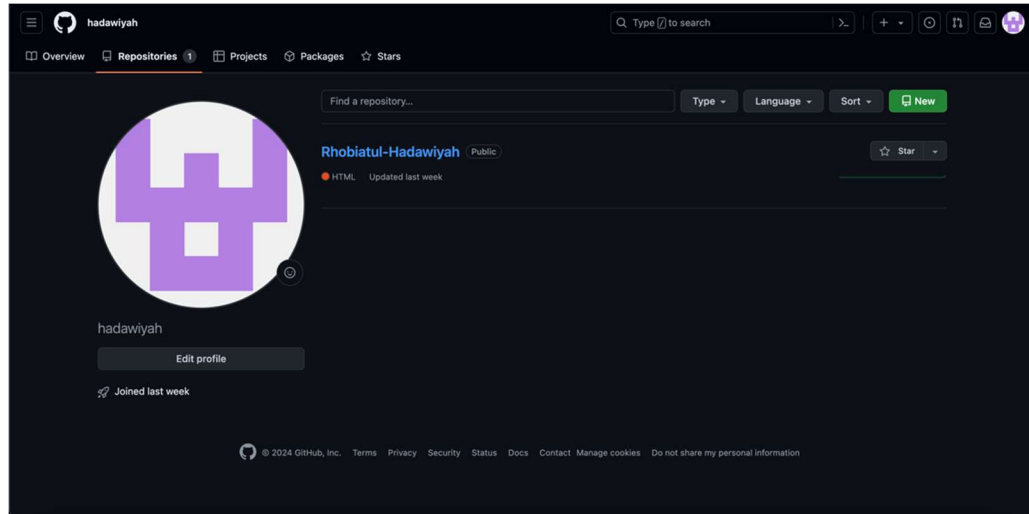 hadawiyah
Type / to search
Overview Repositories 1 Projects Packages Stars
Find a repository...
Type Language Sort New
Rhobiatul-Hadawiyah Public
Star
HTML Updated last week
hadawiyah
Edit profile
Joined last week
© 2024 GitHub, Inc. Terms Privacy Security Status Docs Contact Manage cookies Do not share my personal information